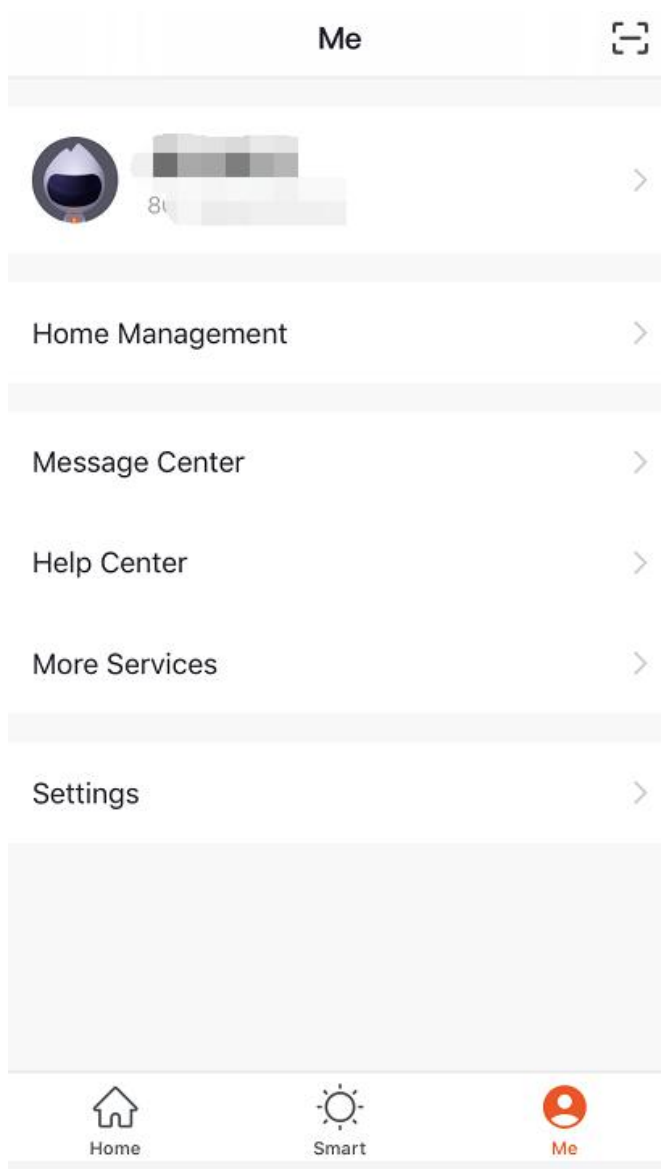 Me
Home Management
Message Center
Help Center
More Services
Settings
Home
Smart
Me